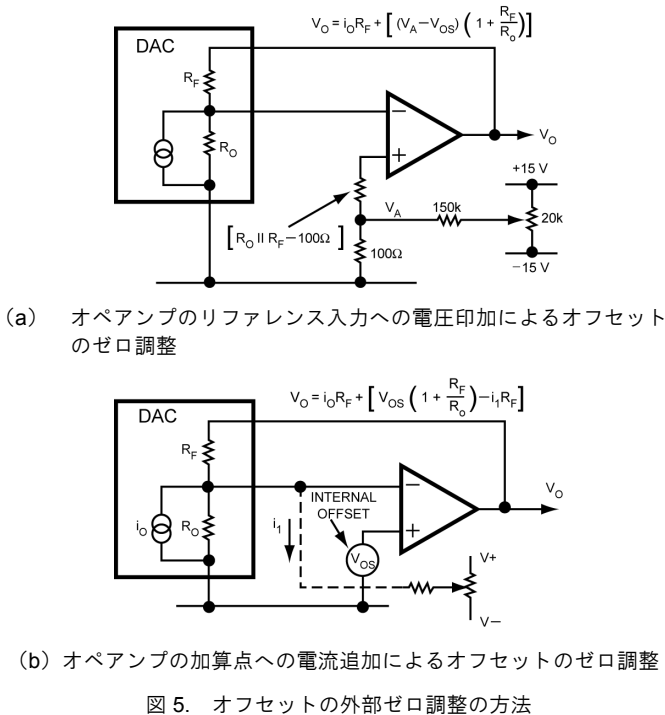 V_O = i_O R_F + [ (V_A − V_OS) ( 1 + R_F / R_o )]
DAC
R_F
R_O
−
+
V_O
+15 V
V_A
150k
20k
[ R_O II R_F − 100Ω ]
100Ω
−15 V
（a） オペアンプのリファレンス入力への電圧印加によるオフセット
のゼロ調整
V_O = i_O R_F + [ V_OS ( 1 + R_F / R_o ) − i_1 R_F ]
DAC
R_F
−
V_O
INTERNAL
OFFSET
i_O
R_O
i_1
+
V_OS
V+
V−
（b）オペアンプの加算点への電流追加によるオフセットのゼロ調整
図 5. オフセットの外部ゼロ調整の方法